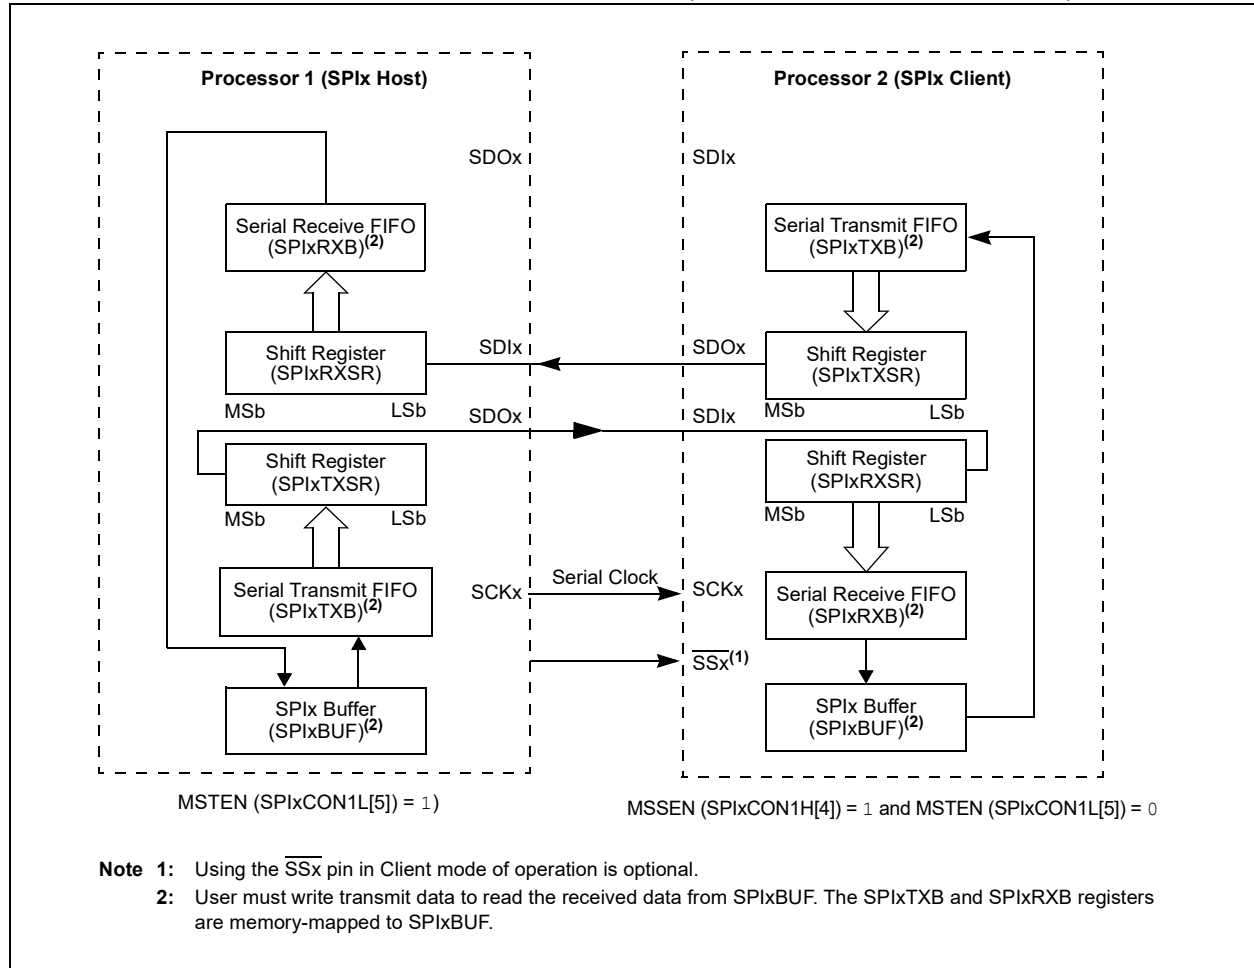 Processor 1 (SPIx Host)
Processor 2 (SPIx Client)
SDOx
SDIx
Serial Receive FIFO
(SPIxRXB)(2)
Serial Transmit FIFO
(SPIxTXB)(2)
Shift Register
(SPIxRXSR)
SDIx
SDOx
Shift Register
(SPIxTXSR)
MSb
LSb
MSb
LSb
SDOx
SDIx
Shift Register
(SPIxTXSR)
Shift Register
(SPIxRXSR)
MSb
LSb
MSb
LSb
Serial Transmit FIFO
(SPIxTXB)(2)
SCKx
Serial Clock
SCKx
Serial Receive FIFO
(SPIxRXB)(2)
SSx(1)
SPIx Buffer
(SPIxBUF)(2)
SPIx Buffer
(SPIxBUF)(2)
MSTEN (SPIxCON1L[5]) = 1)
MSSEN (SPIxCON1H[4]) = 1 and MSTEN (SPIxCON1L[5]) = 0
Note 1: Using the SSx pin in Client mode of operation is optional.
2: User must write transmit data to read the received data from SPIxBUF. The SPIxTXB and SPIxRXB registers
are memory-mapped to SPIxBUF.